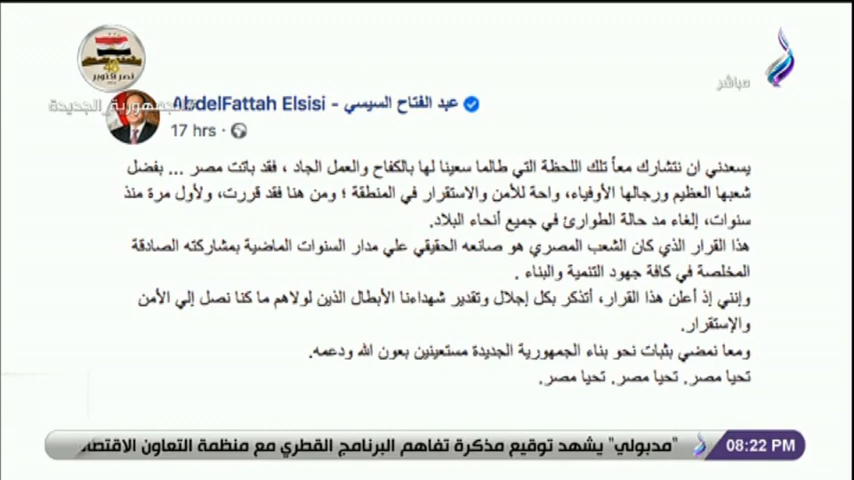 نصر أكتوبر
مباشر
الجمهورية الجديدة
AbdelFattah Elsisi - عبد الفتاح السيسي
17 hrs ·
يسعدني ان نتشارك معاً تلك اللحظة التي طالما سعينا لها بالكفاح والعمل الجاد ، فقد باتت مصر ... بفضل
شعبها العظيم ورجالها الأوفياء، واحة للأمن والاستقرار في المنطقة ؛ ومن هنا فقد قررت، ولأول مرة منذ
سنوات، إلغاء مد حالة الطوارئ في جميع أنحاء البلاد.
هذا القرار الذي كان الشعب المصري هو صانعه الحقيقي علي مدار السنوات الماضية بمشاركته الصادقة
المخلصة في كافة جهود التنمية والبناء .
وإنني إذ أعلن هذا القرار، أتذكر بكل إجلال وتقدير شهداءنا الأبطال الذين لولاهم ما كنا نصل إلي الأمن
والإستقرار.
ومعا نمضي بثبات نحو بناء الجمهورية الجديدة مستعينين بعون الله ودعمه.
تحيا مصر. تحيا مصر. تحيا مصر.
08:22 PM
"مدبولي" يشهد توقيع مذكرة تفاهم البرنامج القطري مع منظمة التعاون الاقتصا